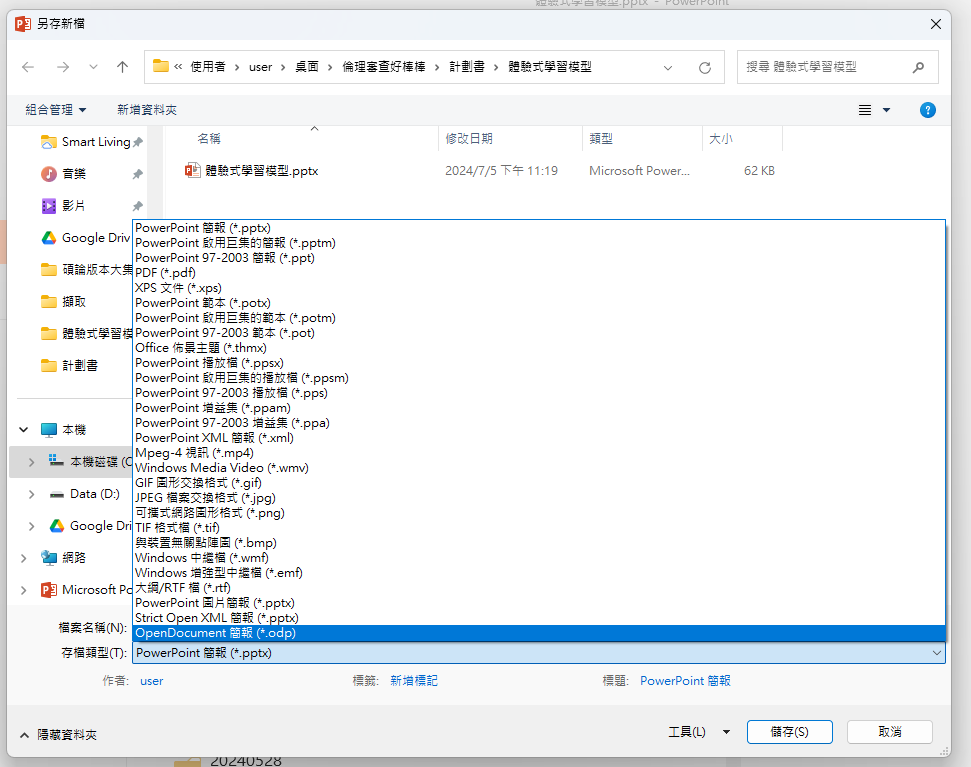 體驗式學習模型.pptx - PowerPoint
另存新檔
« 使用者 › user › 桌面 › 倫理審查好棒棒 › 計劃書 › 體驗式學習模型
搜尋 體驗式學習模型
組合管理 新增資料夾
名稱 修改日期 類型 大小
Smart Living
音樂
影片
Google Driv
碩論版本大集
擷取
體驗式學習模
計劃書
本機
本機磁碟 (C
Data (D:)
Google Dri
網路
Microsoft Po
體驗式學習模型.pptx 2024/7/5 下午 11:19 Microsoft Power... 62 KB
PowerPoint 簡報 (*.pptx)
PowerPoint 啟用巨集的簡報 (*.pptm)
PowerPoint 97-2003 簡報 (*.ppt)
PDF (*.pdf)
XPS 文件 (*.xps)
PowerPoint 範本 (*.potx)
PowerPoint 啟用巨集的範本 (*.potm)
PowerPoint 97-2003 範本 (*.pot)
Office 佈景主題 (*.thmx)
PowerPoint 播放檔 (*.ppsx)
PowerPoint 啟用巨集的播放檔 (*.ppsm)
PowerPoint 97-2003 播放檔 (*.pps)
PowerPoint 增益集 (*.ppam)
PowerPoint 97-2003 增益集 (*.ppa)
PowerPoint XML 簡報 (*.xml)
Mpeg-4 視訊 (*.mp4)
Windows Media Video (*.wmv)
GIF 圖形交換格式 (*.gif)
JPEG 檔案交換格式 (*.jpg)
可攜式網路圖形格式 (*.png)
TIF 格式檔 (*.tif)
與裝置無關點陣圖 (*.bmp)
Windows 中繼檔 (*.wmf)
Windows 增強型中繼檔 (*.emf)
大綱/RTF 檔 (*.rtf)
PowerPoint 圖片簡報 (*.pptx)
Strict Open XML 簡報 (*.pptx)
OpenDocument 簡報 (*.odp)
檔案名稱(N):
存檔類型(T): PowerPoint 簡報 (*.pptx)
作者: user 標籤: 新增標記 標題: PowerPoint 簡報
隱藏資料夾 工具(L) 儲存(S) 取消
20240528